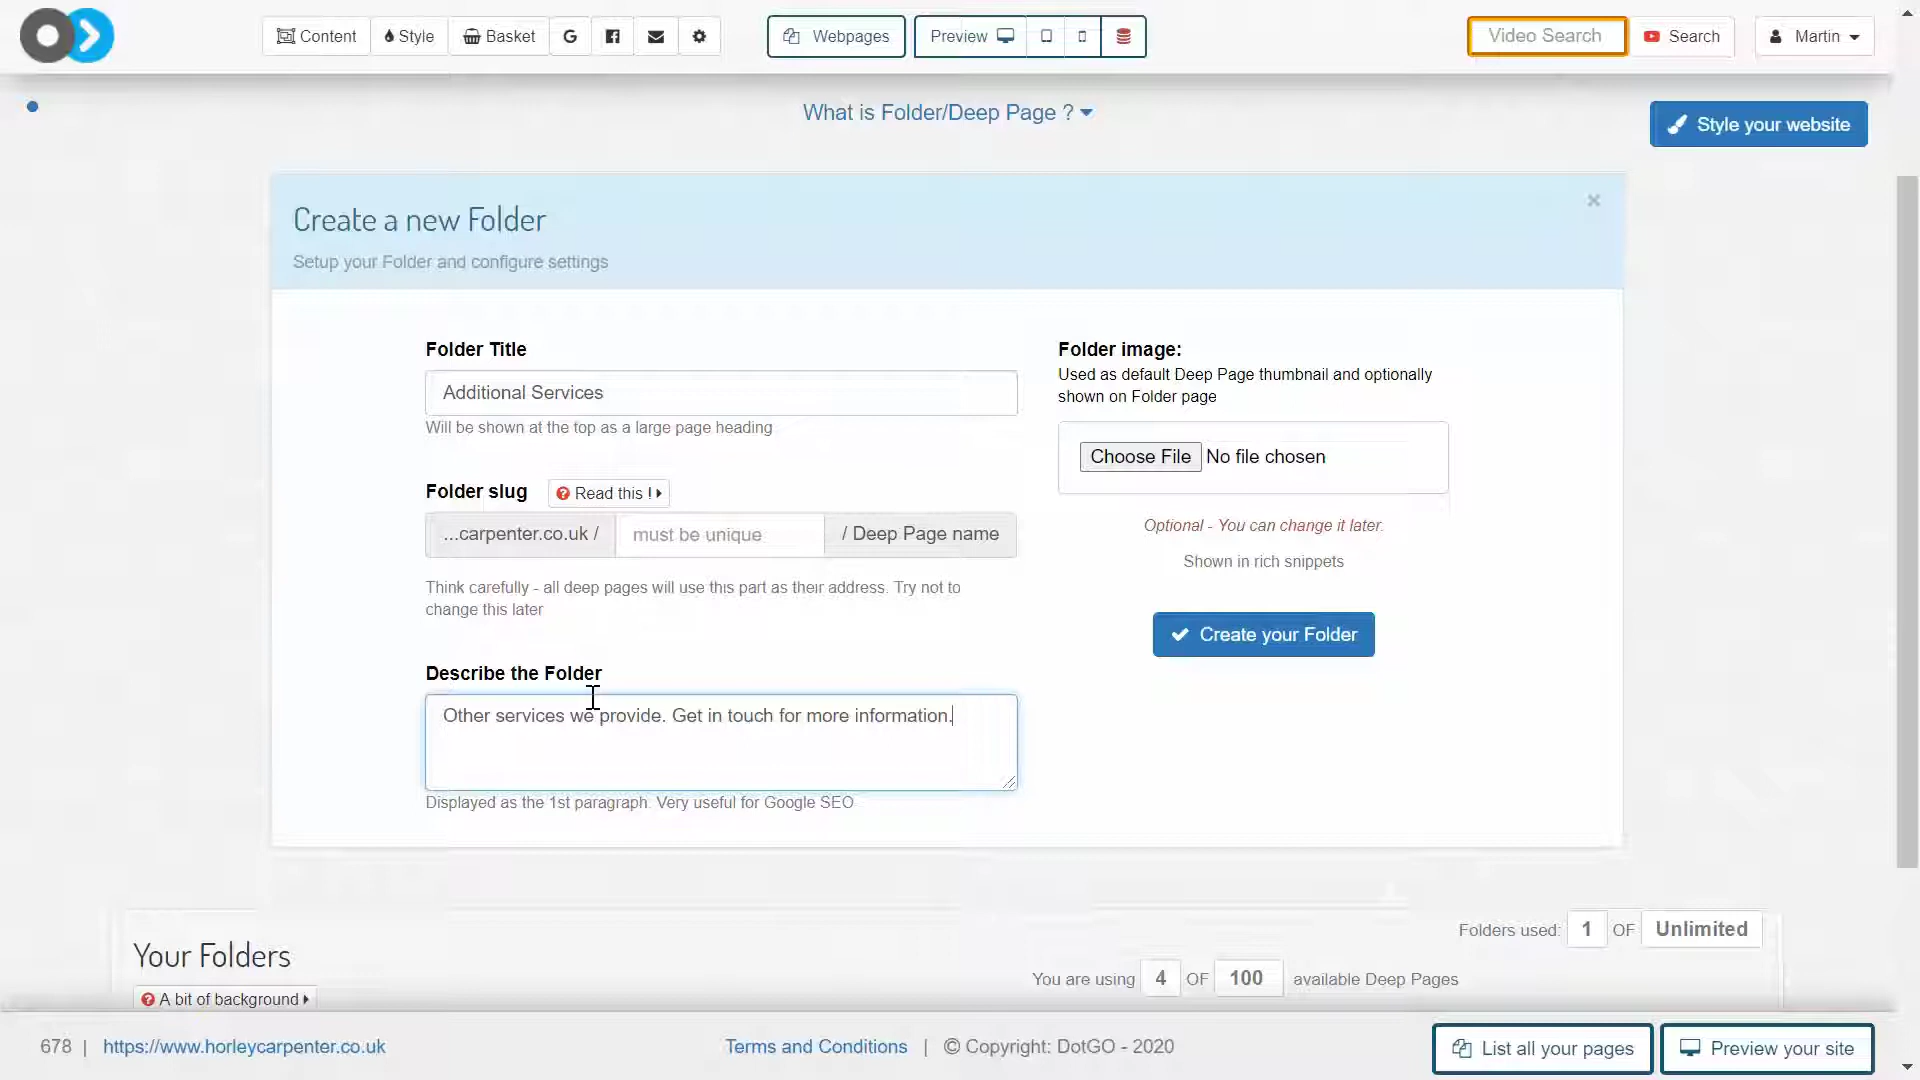 Content
Style
Basket
Webpages
Preview
Video Search
Search
Martin
What is Folder/Deep Page ?
Style your website
Create a new Folder
×
Setup your Folder and configure settings
Folder Title
Additional Services
Will be shown at the top as a large page heading
Folder slug
Read this !
...carpenter.co.uk /
must be unique
/ Deep Page name
Think carefully - all deep pages will use this part as their address. Try not to
change this later
Describe the Folder
Other services we provide. Get in touch for more information.
Displayed as the 1st paragraph. Very useful for Google SEO
Folder image:
Used as default Deep Page thumbnail and optionally
shown on Folder page
Choose File No file chosen
Optional - You can change it later.
Shown in rich snippets
Create your Folder
Your Folders
A bit of background
Folders used: 1 OF Unlimited
You are using 4 OF 100 available Deep Pages
678 | https://www.horleycarpenter.co.uk
Terms and Conditions | © Copyright: DotGO - 2020
List all your pages
Preview your site